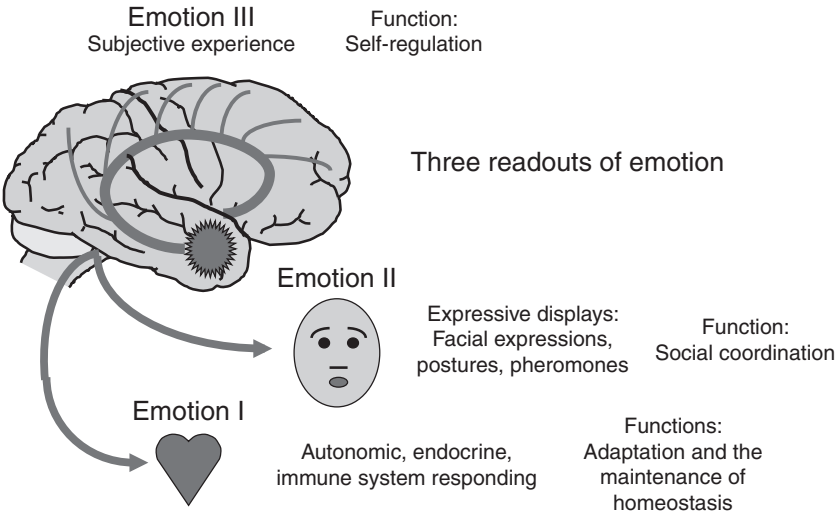 Emotion III
Subjective experience
Function:
Self-regulation
Three readouts of emotion
Emotion II
Expressive displays:
Facial expressions,
postures, pheromones
Function:
Social coordination
Emotion I
Autonomic, endocrine,
immune system responding
Functions:
Adaptation and the
maintenance of
homeostasis